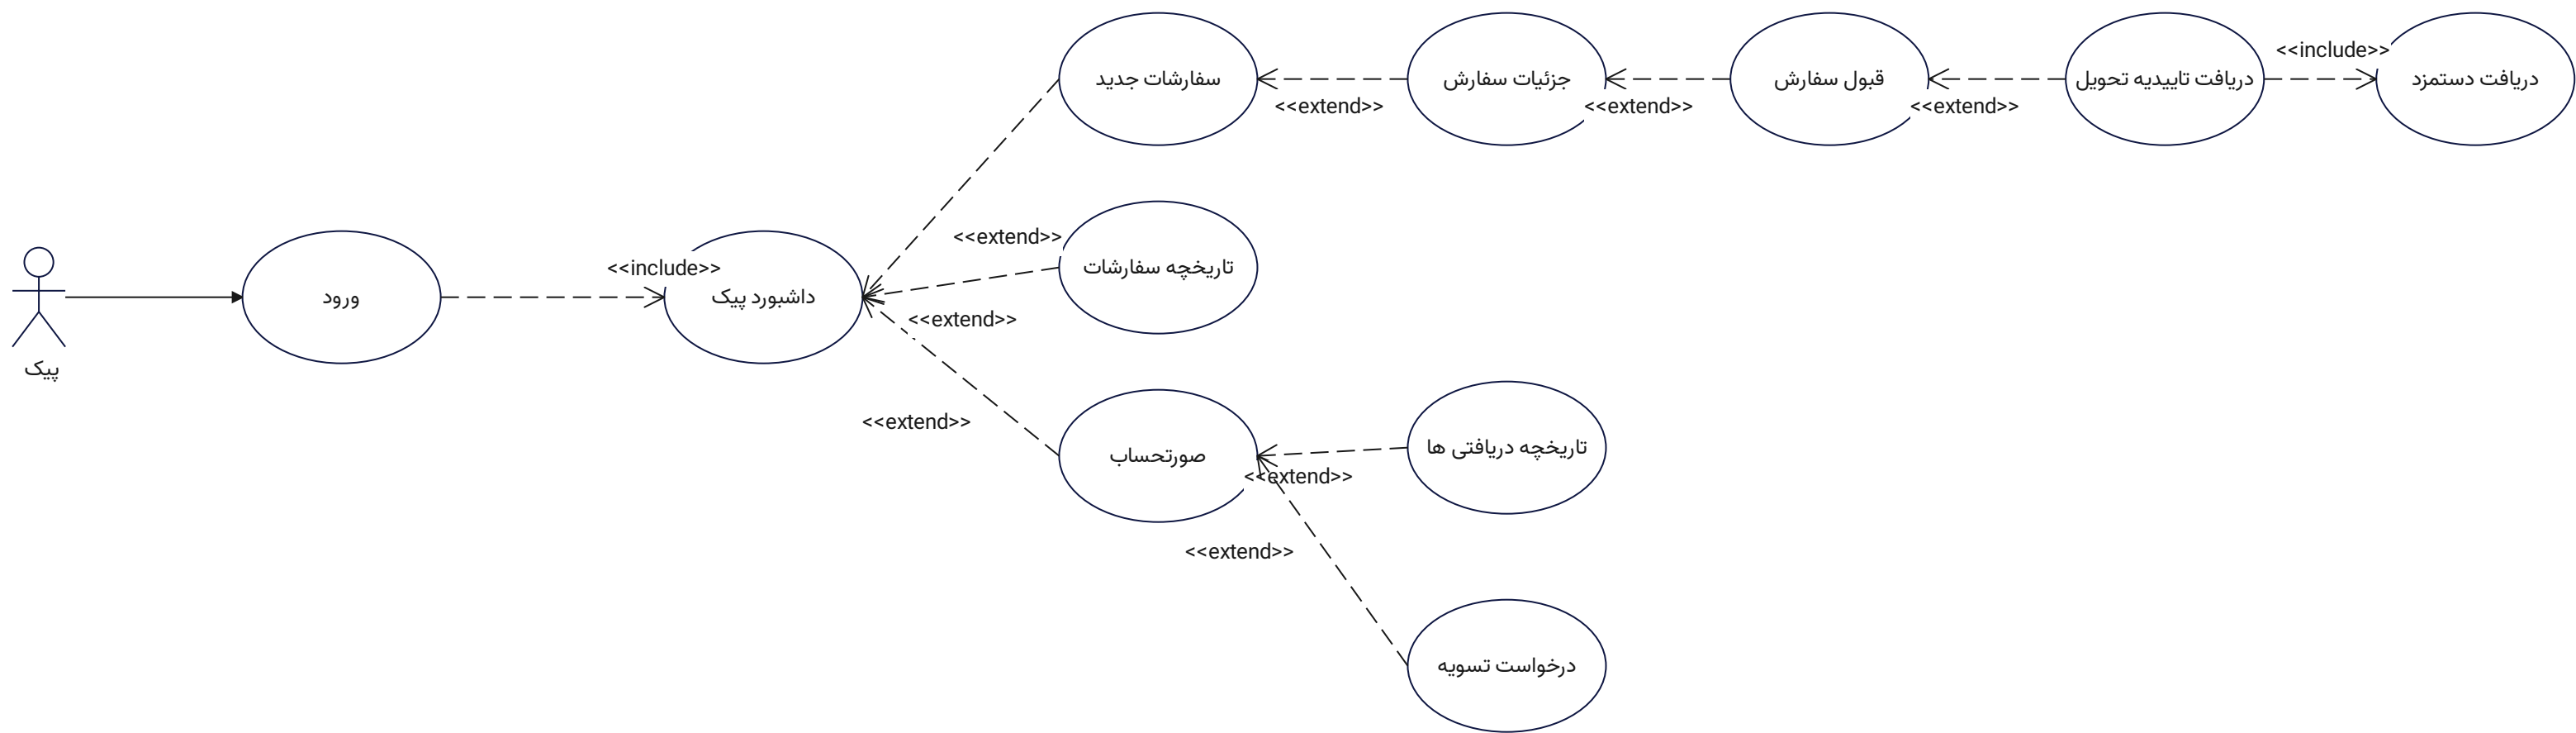 سفارشات جدید
<<extend>>
جزئیات سفارش
<<extend>>
قبول سفارش
<<extend>>
دریافت تاییدیه تحویل
<<include>>
دریافت دستمزد
<<extend>>
تاریخچه سفارشات
پیک
ورود
<<include>>
داشبورد پیک
<<extend>>
<<extend>>
صورتحساب
<<extend>>
تاریخچه دریافتی ها
<<extend>>
درخواست تسویه